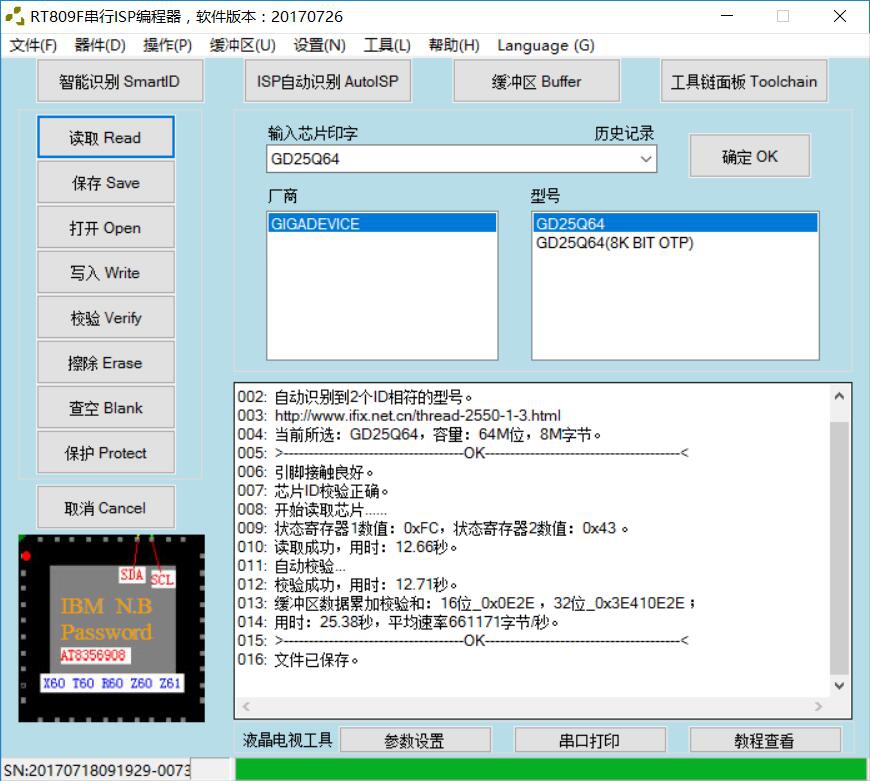 RT809F串行ISP编程器，软件版本：20170726
文件(F) 器件(D) 操作(P) 缓冲区(U) 设置(N) 工具(L) 帮助(H) Language (G)
智能识别 SmartID ISP自动识别 AutoISP 缓冲区 Buffer 工具链面板 Toolchain
读取 Read
保存 Save
打开 Open
写入 Write
校验 Verify
擦除 Erase
查空 Blank
保护 Protect
取消 Cancel
输入芯片印字 历史记录
GD25Q64
确定 OK
厂商 型号
GIGADEVICE
GD25Q64
GD25Q64(8K BIT OTP)
002: 自动识别到2个ID相符的型号。
003: http://www.ifix.net.cn/thread-2550-1-3.html
004: 当前所选：GD25Q64，容量：64M位，8M字节。
005: >----------------------------------OK-------------------------------------<
006: 引脚接触良好。
007: 芯片ID校验正确。
008: 开始读取芯片......
009: 状态寄存器1数值：0xFC，状态寄存器2数值：0x43 。
010: 读取成功，用时：12.66秒。
011: 自动校验...
012: 校验成功，用时：12.71秒。
013: 缓冲区数据累加校验和：16位_0x0E2E ，32位_0x3E410E2E ；
014: 用时：25.38秒，平均速率661171字节/秒。
015: >----------------------------------OK-------------------------------------<
016: 文件已保存。
SDA SCL
IBM N.B
Password
AT8356908
X60 T60 R60 Z60 Z61
液晶电视工具 参数设置 串口打印 教程查看
SN:20170718091929-0073